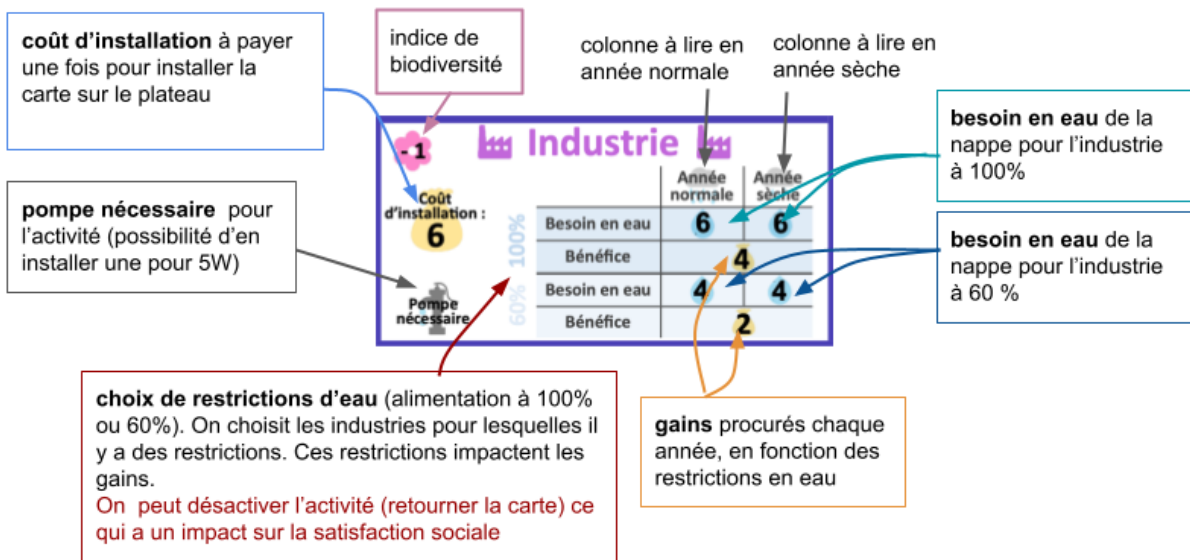 coût d'installation à payer
une fois pour installer la
carte sur le plateau
indice de
biodiversité
colonne à lire en
année normale
colonne à lire en
année sèche
besoin en eau de la
nappe pour l'industrie
à 100%
pompe nécessaire pour
l'activité (possibilité d'en
installer une pour 5W)
- 1
Industrie
Année
normale
Année
sèche
Coût
d'installation :
6
100%
Besoin en eau
6
6
Bénéfice
4
60%
Besoin en eau
4
4
Bénéfice
2
Pompe
nécessaire
besoin en eau de la
nappe pour l'industrie
à 60 %
choix de restrictions d'eau (alimentation à 100%
ou 60%). On choisit les industries pour lesquelles il
y a des restrictions. Ces restrictions impactent les
gains.
On peut désactiver l'activité (retourner la carte) ce
qui a un impact sur la satisfaction sociale
gains procurés chaque
année, en fonction des
restrictions en eau